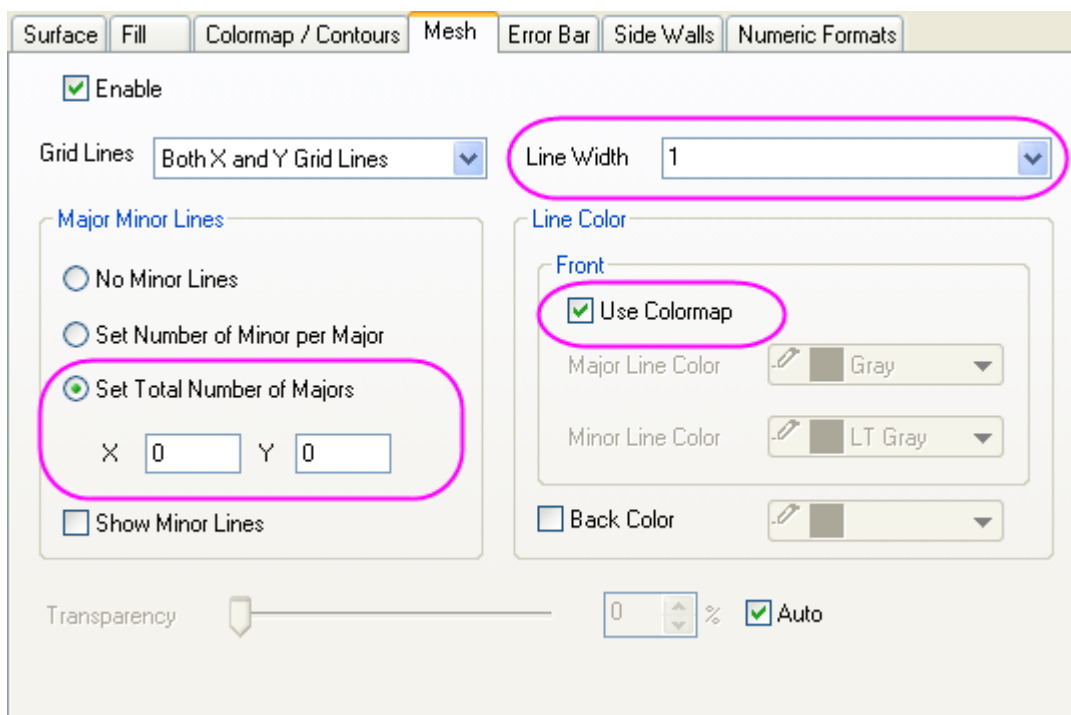 Surface Fill Colormap / Contours Mesh Error Bar Side Walls Numeric Formats
Enable
Grid Lines Both X and Y Grid Lines
Line Width 1
Major Minor Lines
No Minor Lines
Set Number of Minor per Major
Set Total Number of Majors
X 0 Y 0
Show Minor Lines
Line Color
Front
Use Colormap
Major Line Color Gray
Minor Line Color LT Gray
Back Color
Transparency 0 % Auto